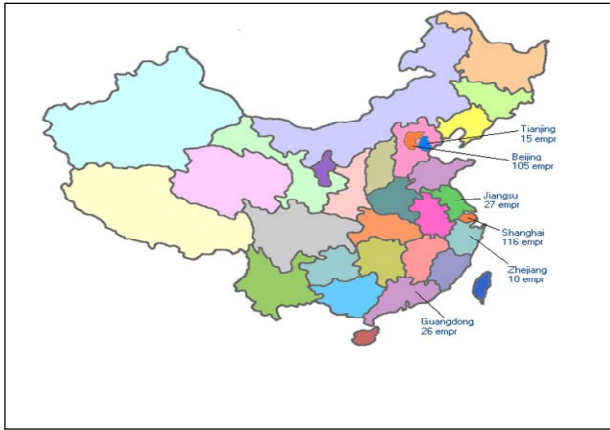 Tianjing
15 empr
Beijing
105 empr
Jiangsu
27 empr
Shanghai
116 empr
Zhejiang
10 empr
Guangdong
26 empr